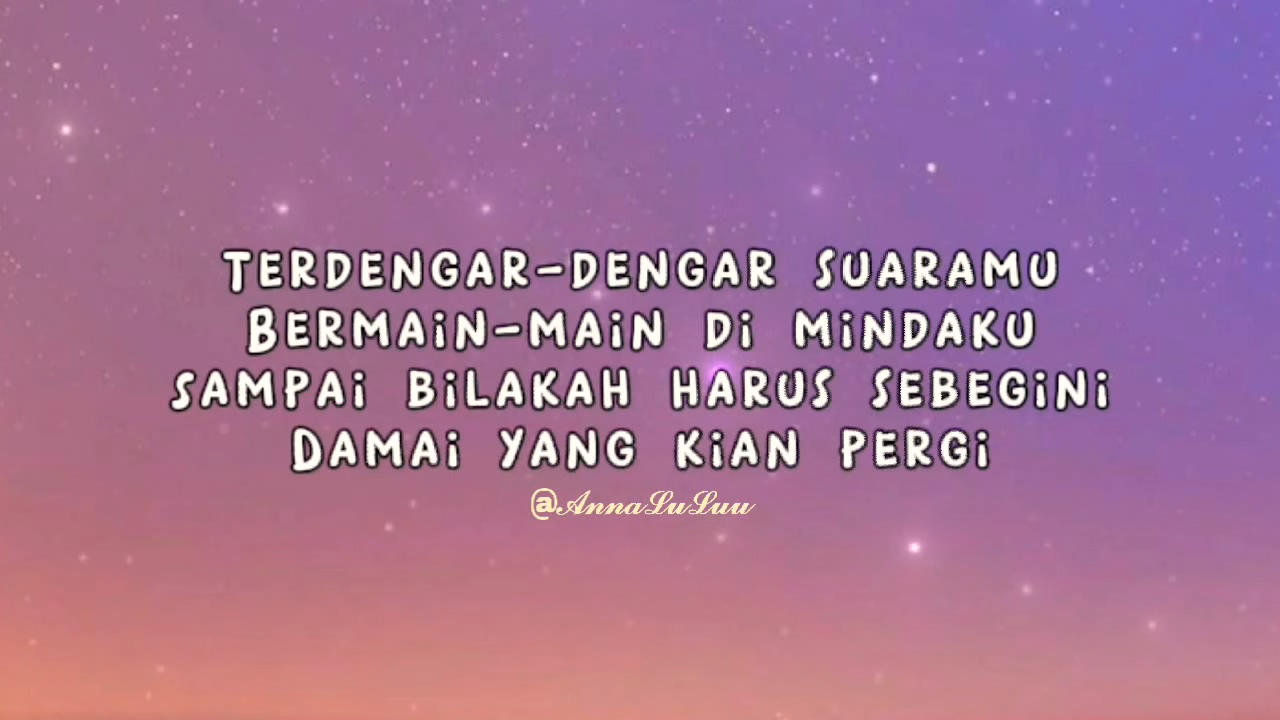 TERDENGAR-DENGAR SUARAMU
BERMAiN-MAiN Di MiNDAKU
SAMPAi BiLAKAH HARUS SEBEGiNi
DAMAi YANG KiAN PERGi
@AnnaLuLuu